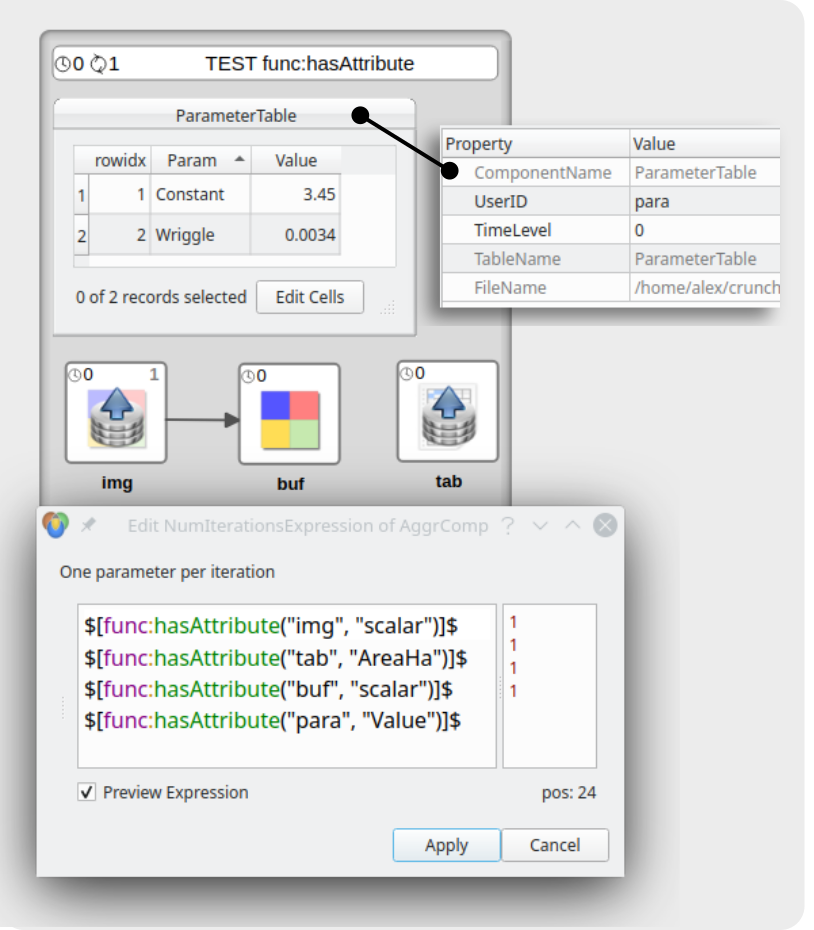 0 1 TEST func:hasAttribute
ParameterTable
rowidx Param Value
1 1 Constant 3.45
2 2 Wriggle 0.0034
0 of 2 records selected Edit Cells
Property Value
ComponentName ParameterTable
UserID para
TimeLevel 0
TableName ParameterTable
FileName /home/alex/crunch
0 1
0
0
img
buf
tab
Edit NumIterationsExpression of AggrComp
One parameter per iteration
$[func:hasAttribute("img", "scalar")]$
$[func:hasAttribute("tab", "AreaHa")]$
$[func:hasAttribute("buf", "scalar")]$
$[func:hasAttribute("para", "Value")]$
1
1
1
1
Preview Expression
pos: 24
Apply
Cancel